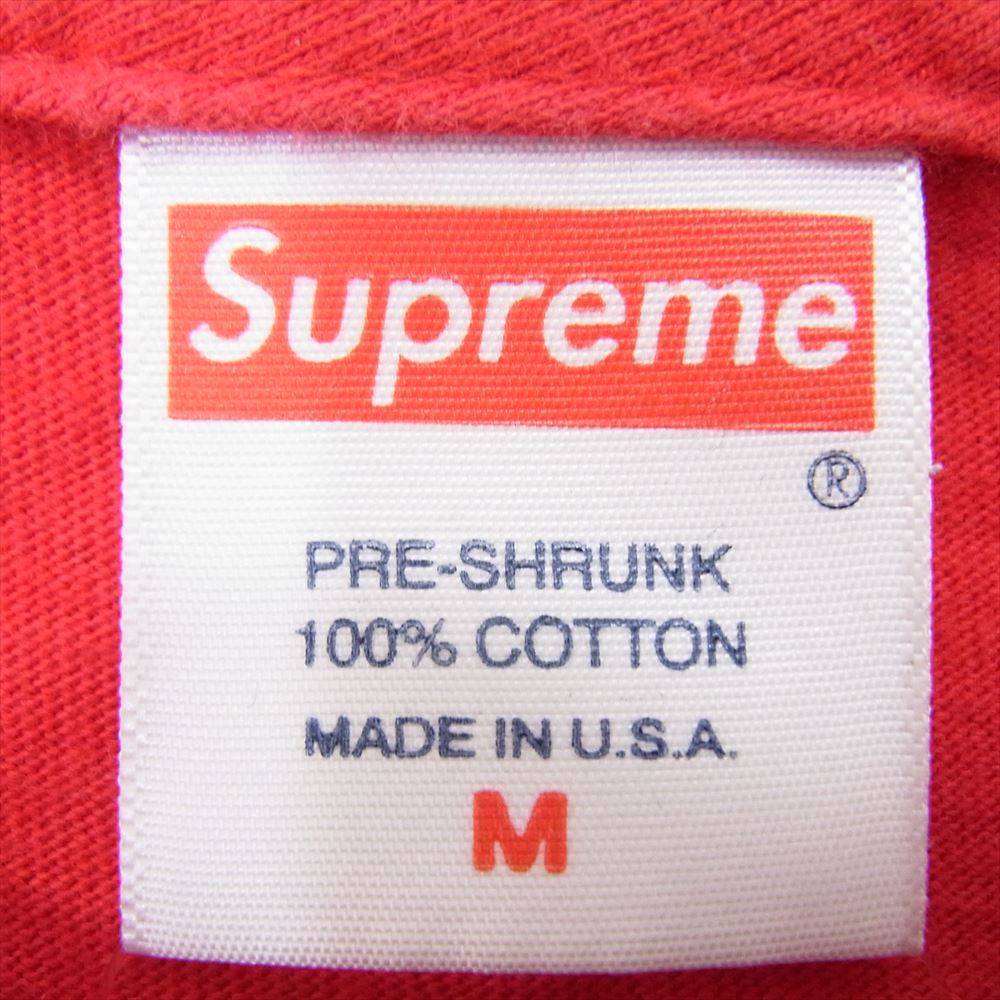 Supreme
®
PRE-SHRUNK
100% COTTON
MADE IN U.S.A.
M